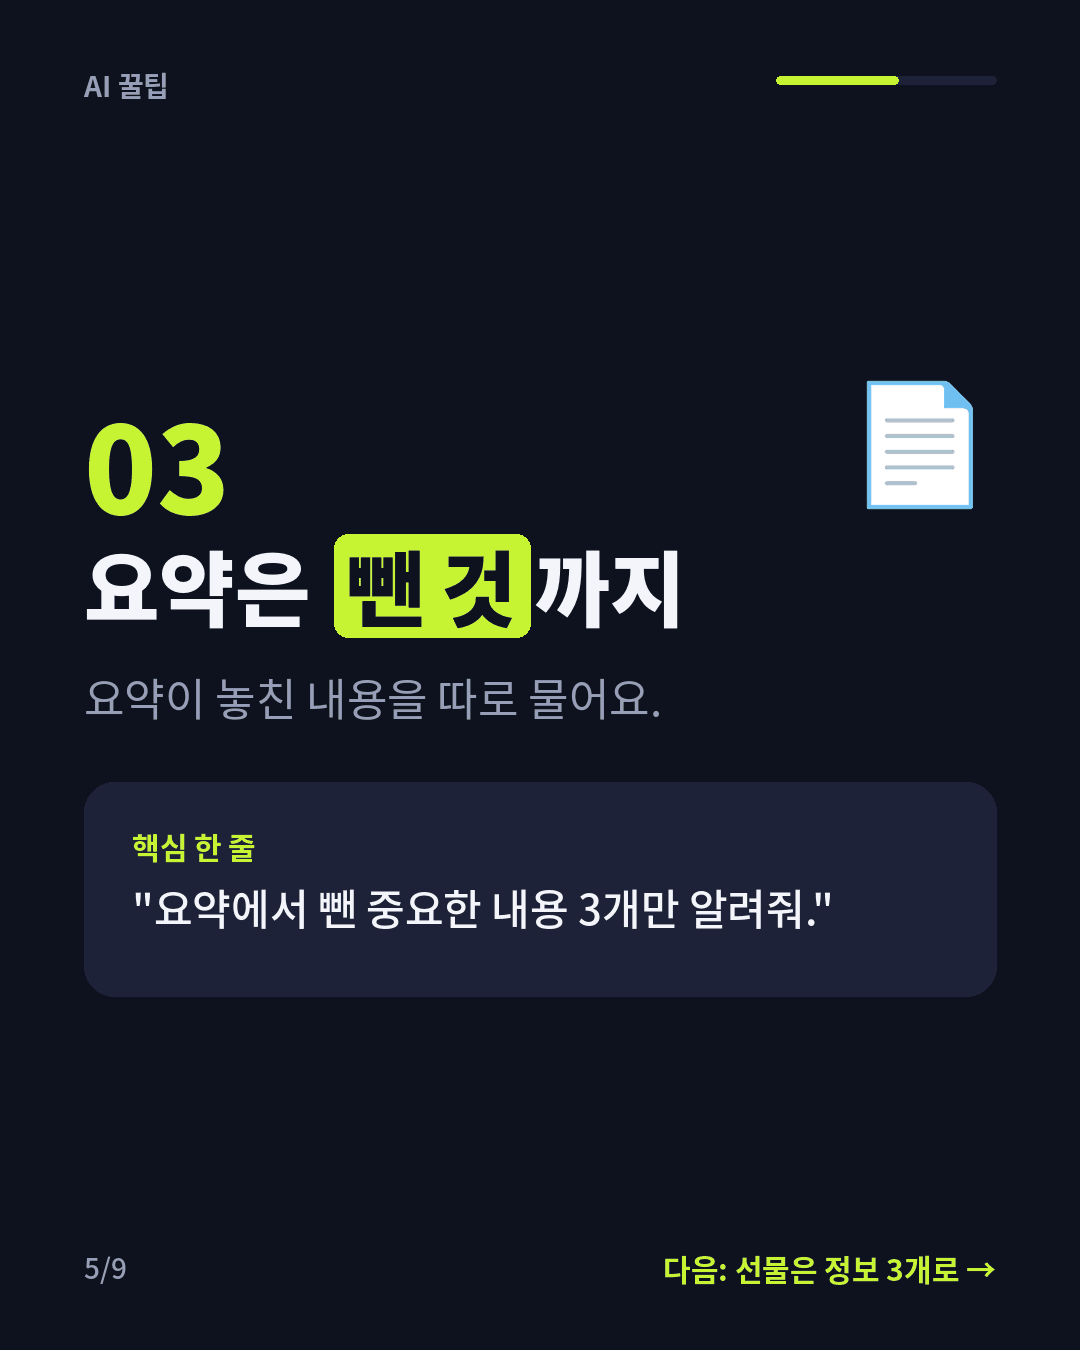 AI 꿀팁
03
요약은 뺀 것까지
요약이 놓친 내용을 따로 물어요.
핵심 한 줄
"요약에서 뺀 중요한 내용 3개만 알려줘."
5/9
다음: 선물은 정보 3개로 →